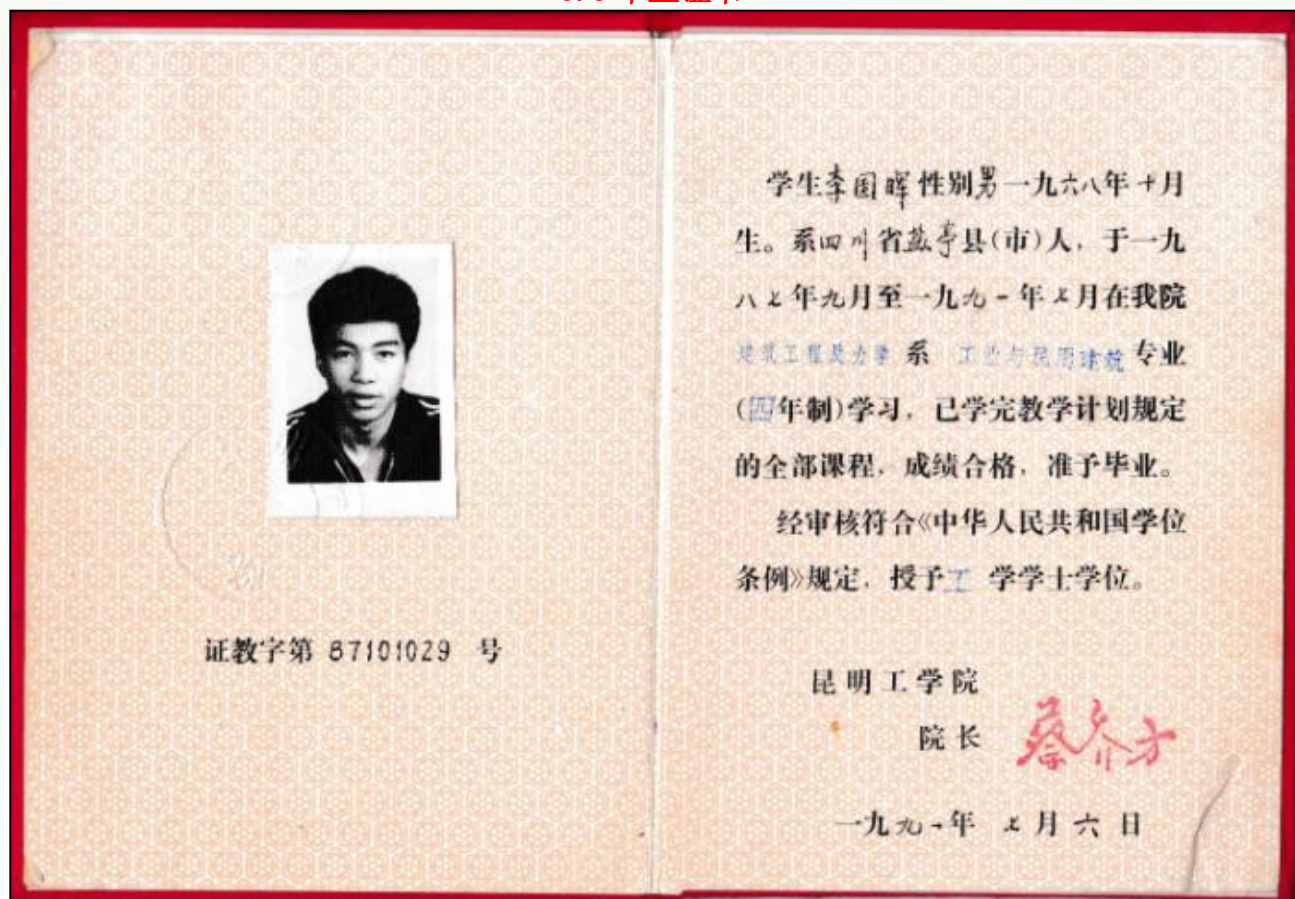 证教字第 87101029 号
学生李国晖性别男一九六八年十月
生。系四川省盐亭县(市)人，于一九
八七年九月至一九九一年七月在我院
建筑工程及力学 系 工业与民用建筑 专业
(四年制)学习，已学完教学计划规定
的全部课程，成绩合格，准予毕业。
经审核符合《中华人民共和国学位
条例》规定，授予工 学学士学位。
昆明工学院
院长 蔡乔方
一九九一年 七月六日